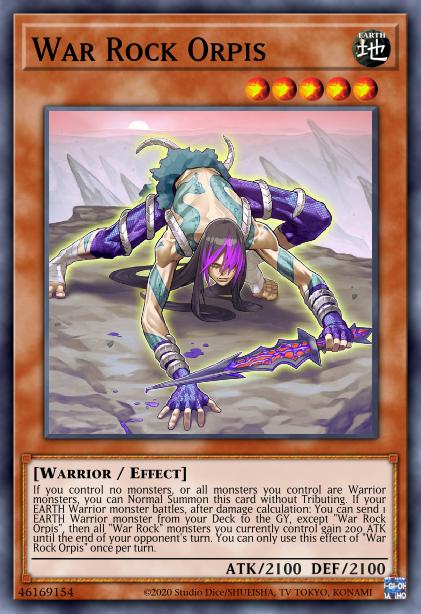 War Rock Orpis
EARTH
地
[Warrior / Effect]
If you control no monsters, or all monsters you control are Warrior
monsters, you can Normal Summon this card without Tributing. If your
EARTH Warrior monster battles, after damage calculation: You can send 1
EARTH Warrior monster from your Deck to the GY, except "War Rock
Orpis", then all "War Rock" monsters you currently control gain 200 ATK
until the end of your opponent's turn. You can only use this effect of "War
Rock Orpis" once per turn.
ATK/2100 DEF/2100
46169154
©2020 Studio Dice/SHUEISHA, TV TOKYO, KONAMI